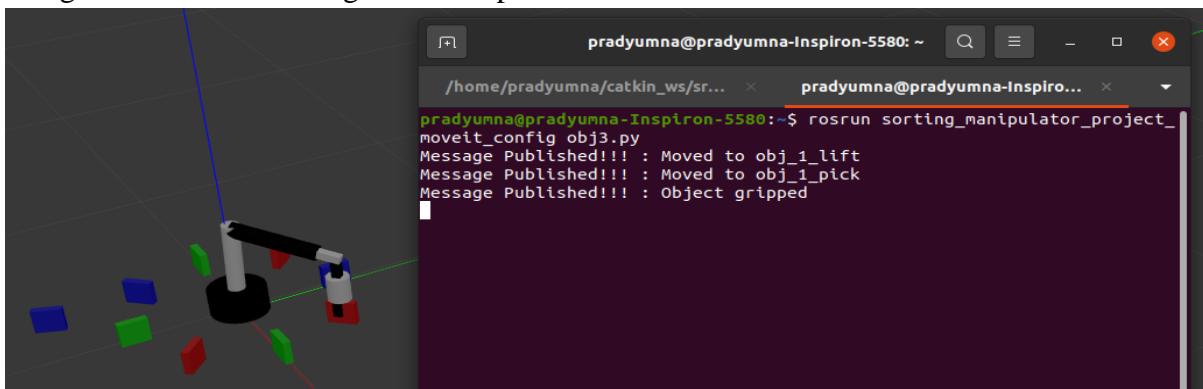 pradyumna@pradyumna-Inspiron-5580: ~
/home/pradyumna/catkin_ws/sr...
pradyumna@pradyumna-Inspiro...
pradyumna@pradyumna-Inspiron-5580:~$ rosrun sorting_manipulator_project_
moveit_config obj3.py
Message Published!!! : Moved to obj_1_lift
Message Published!!! : Moved to obj_1_pick
Message Published!!! : Object gripped